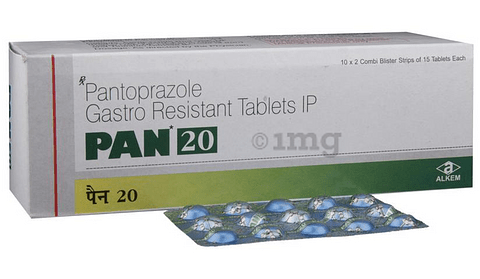 10 x 2 Combi Blister Strips of 15 Tablets Each
Rx
Pantoprazole
Gastro Resistant Tablets IP
PAN* 20
© 1mg
पैन 20
ALKEM